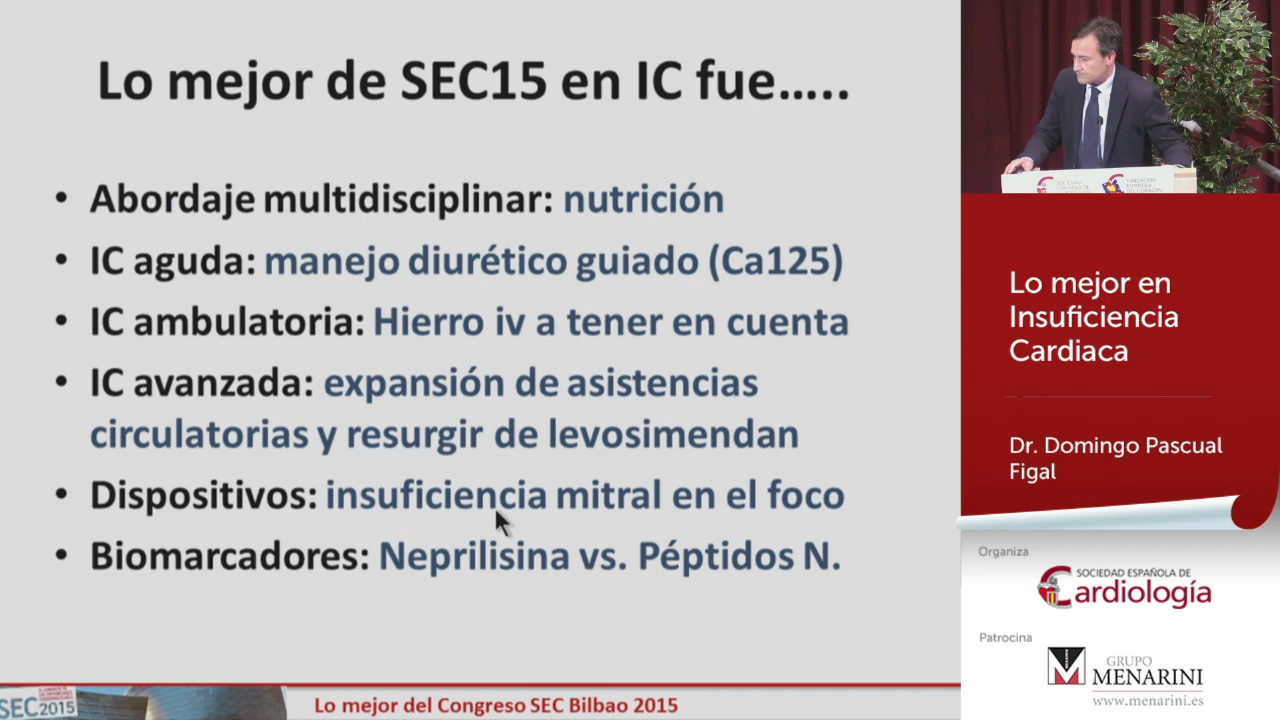 Lo mejor de SEC15 en IC fue.....
• Abordaje multidisciplinar: nutrición
• IC aguda: manejo diurético guiado (Ca125)
• IC ambulatoria: Hierro iv a tener en cuenta
• IC avanzada: expansión de asistencias
circulatorias y resurgir de levosimendan
• Dispositivos: insuficiencia mitral en el foco
• Biomarcadores: Neprilisina vs. Péptidos N.
SEC2015
Lo mejor del Congreso SEC Bilbao 2015
Lo mejor en
Insuficiencia
Cardiaca
Dr. Domingo Pascual
Figal
Organiza
SOCIEDAD ESPAÑOLA DE
Cardiología
Patrocina
GRUPO
MENARINI
www.menarini.es